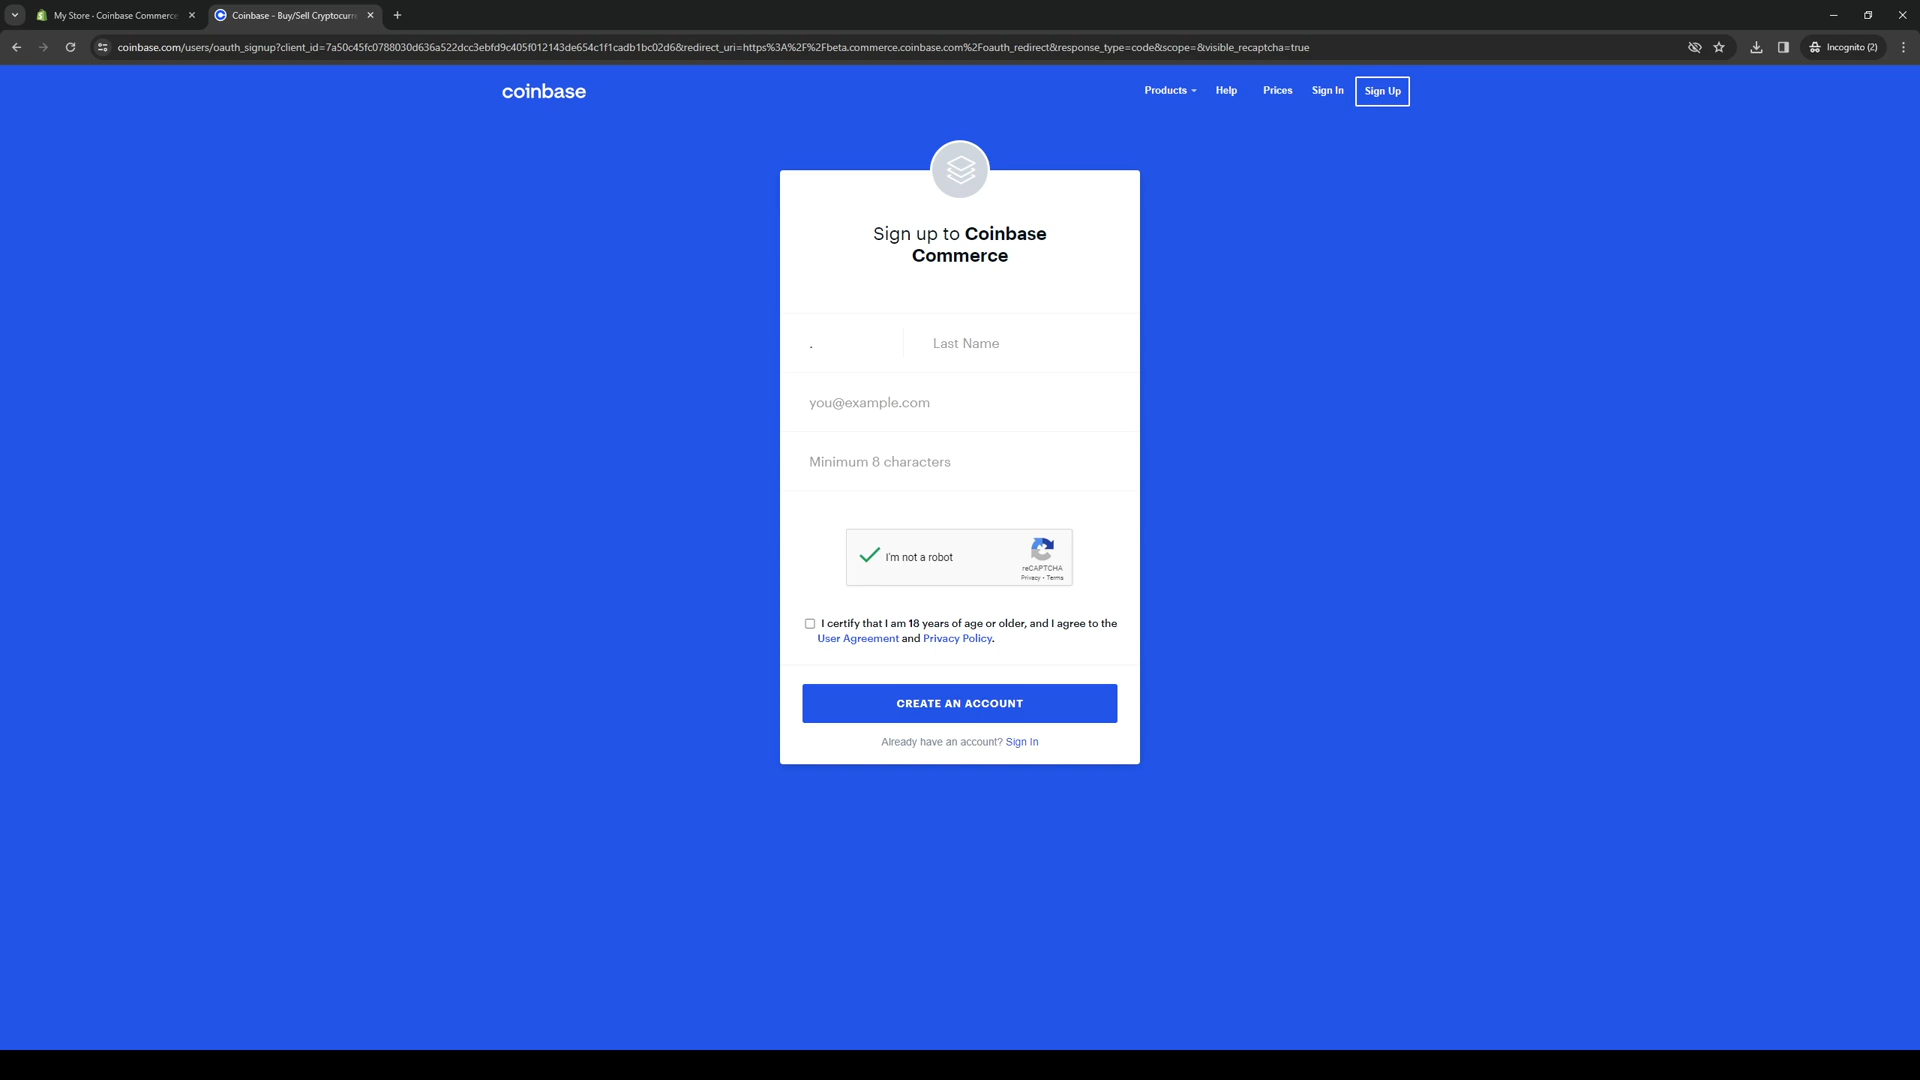 My Store · Coinbase Commerce
Coinbase - Buy/Sell Cryptocurre
coinbase.com/users/oauth_signup?client_id=7a50c45fc0788030d636a522dcc3ebfd9c405f012143de654c1f1cadb1bc02d6&redirect_uri=https%3A%2F%2Fbeta.commerce.coinbase.com%2Foauth_redirect&response_type=code&scope=&visible_recaptcha=true
Incognito (2)
coinbase
Products
Help
Prices
Sign In
Sign Up
Sign up to Coinbase
Commerce
.
Last Name
you@example.com
Minimum 8 characters
I'm not a robot
reCAPTCHA
Privacy - Terms
I certify that I am 18 years of age or older, and I agree to the
User Agreement and Privacy Policy.
CREATE AN ACCOUNT
Already have an account? Sign In